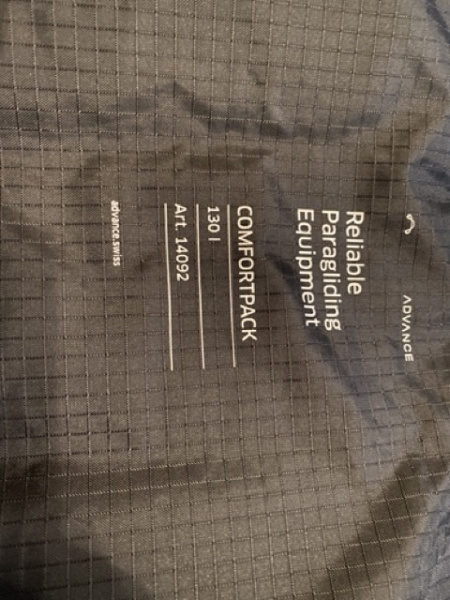 ADVANCE
Reliable
Paragliding
Equipment
COMFORTPACK
130 l
Art. 14092
advance.swiss